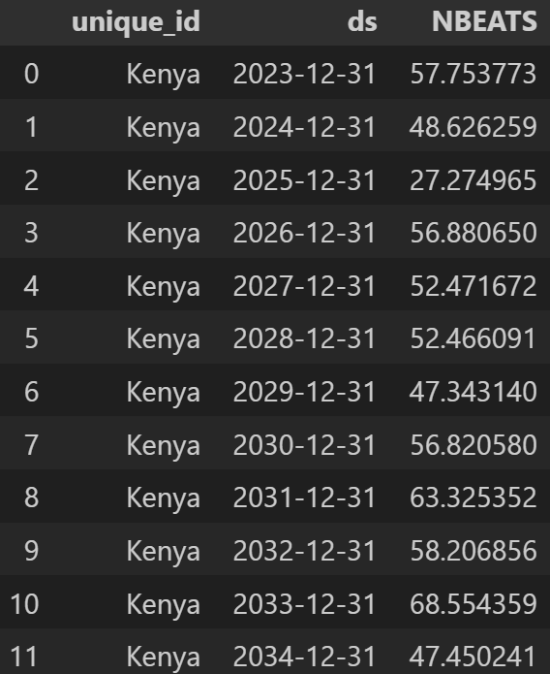 unique_id ds NBEATS
0 Kenya 2023-12-31 57.753773
1 Kenya 2024-12-31 48.626259
2 Kenya 2025-12-31 27.274965
3 Kenya 2026-12-31 56.880650
4 Kenya 2027-12-31 52.471672
5 Kenya 2028-12-31 52.466091
6 Kenya 2029-12-31 47.343140
7 Kenya 2030-12-31 56.820580
8 Kenya 2031-12-31 63.325352
9 Kenya 2032-12-31 58.206856
10 Kenya 2033-12-31 68.554359
11 Kenya 2034-12-31 47.450241